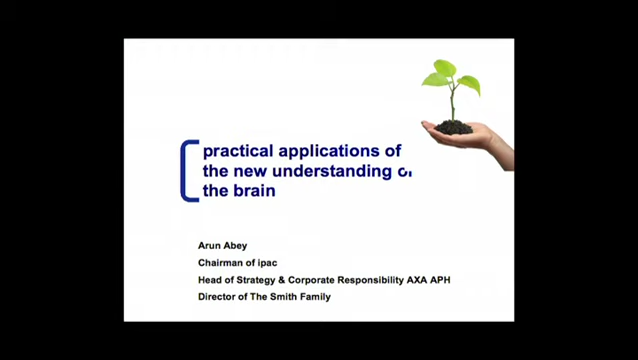 practical applications of
the new understanding of
the brain
Arun Abey
Chairman of ipac
Head of Strategy & Corporate Responsibility AXA APH
Director of The Smith Family